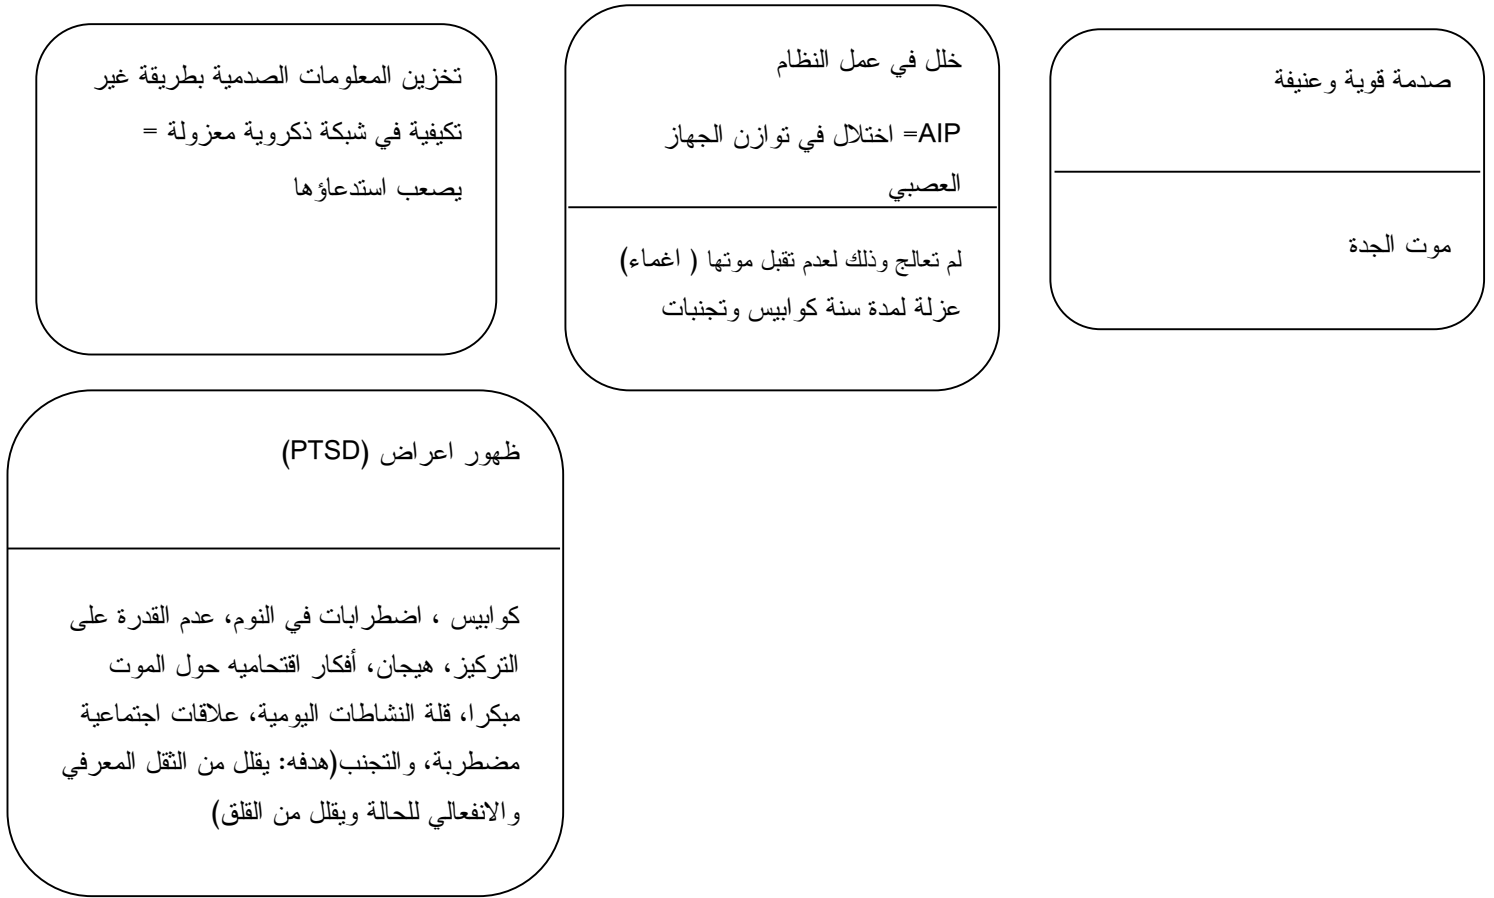 صدمة قوية وعنيفة
موت الجدة
خلل في عمل النظام
AIP= اختلال في توازن الجهاز
العصبي
لم تعالج وذلك لعدم تقبل موتها ( اغماء)
عزلة لمدة سنة كوابيس وتجنبات
تخزين المعلومات الصدمية بطريقة غير
تكيفية في شبكة ذكروية معزولة =
يصعب استدعاؤها
ظهور اعراض (PTSD)
كوابيس ، اضطرابات في النوم، عدم القدرة على
التركيز، هيجان، أفكار اقتحاميه حول الموت
مبكرا، قلة النشاطات اليومية، علاقات اجتماعية
مضطربة، والتجنب(هدفه: يقلل من الثقل المعرفي
والانفعالي للحالة ويقلل من القلق)